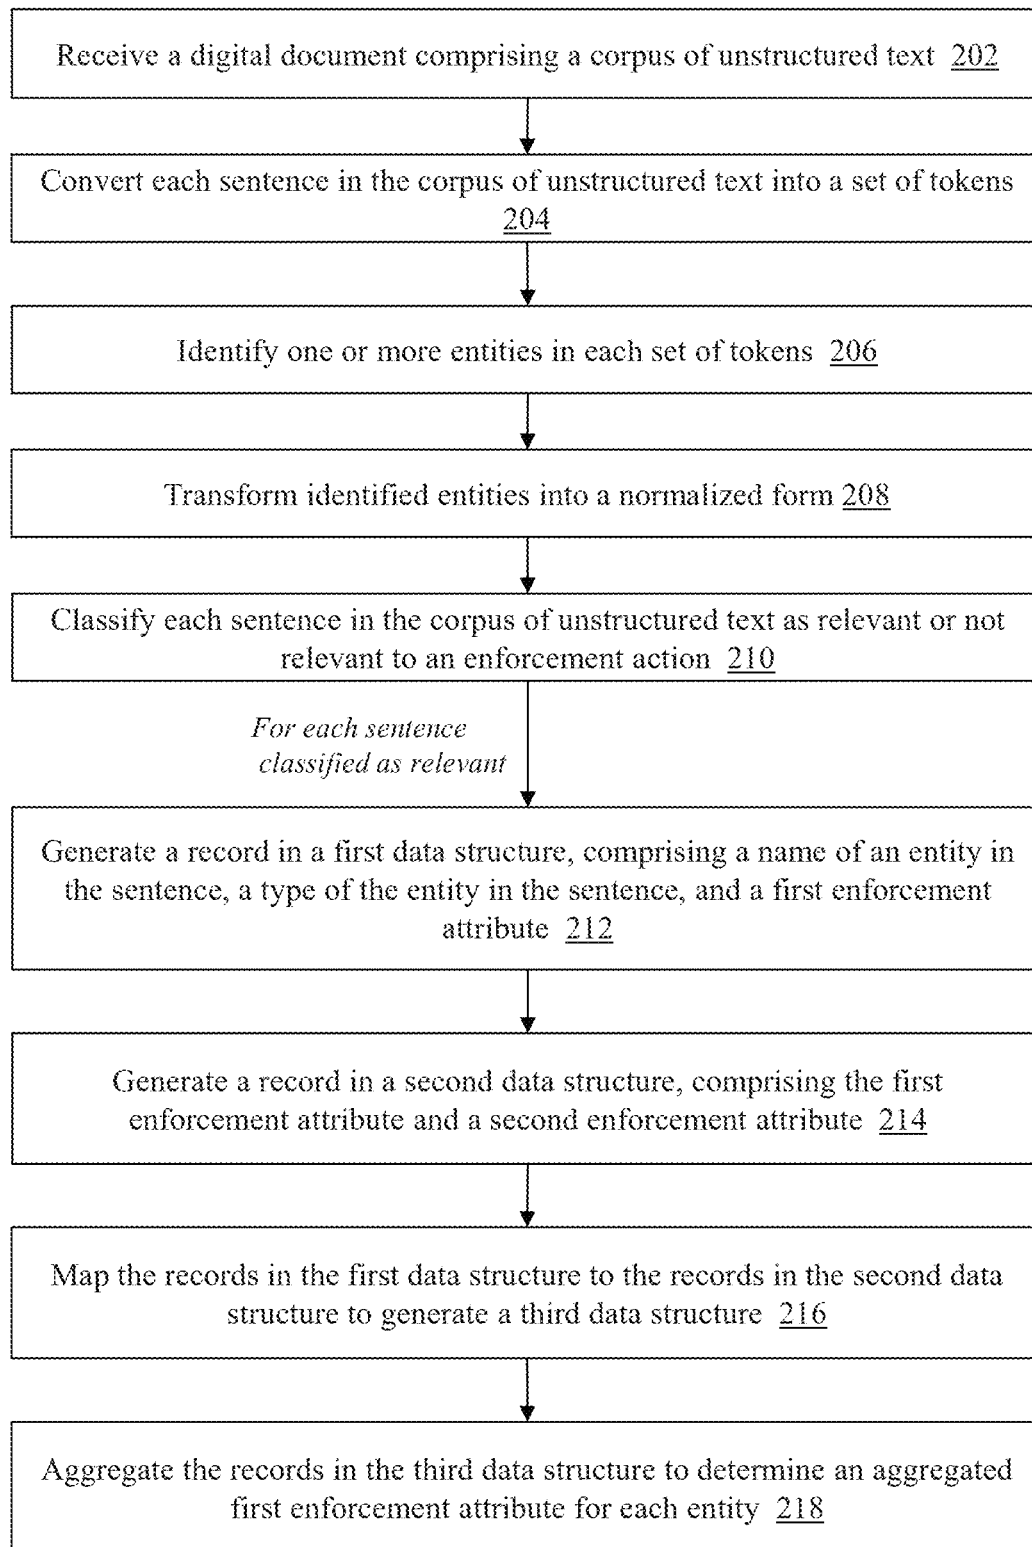 Receive a digital document comprising a corpus of unstructured text 202
Convert each sentence in the corpus of unstructured text into a set of tokens
204
Identify one or more entities in each set of tokens 206
Transform identified entities into a normalized form 208
Classify each sentence in the corpus of unstructured text as relevant or not
relevant to an enforcement action 210
For each sentence
classified as relevant
Generate a record in a first data structure, comprising a name of an entity in
the sentence, a type of the entity in the sentence, and a first enforcement
attribute 212
Generate a record in a second data structure, comprising the first
enforcement attribute and a second enforcement attribute 214
Map the records in the first data structure to the records in the second data
structure to generate a third data structure 216
Aggregate the records in the third data structure to determine an aggregated
first enforcement attribute for each entity 218